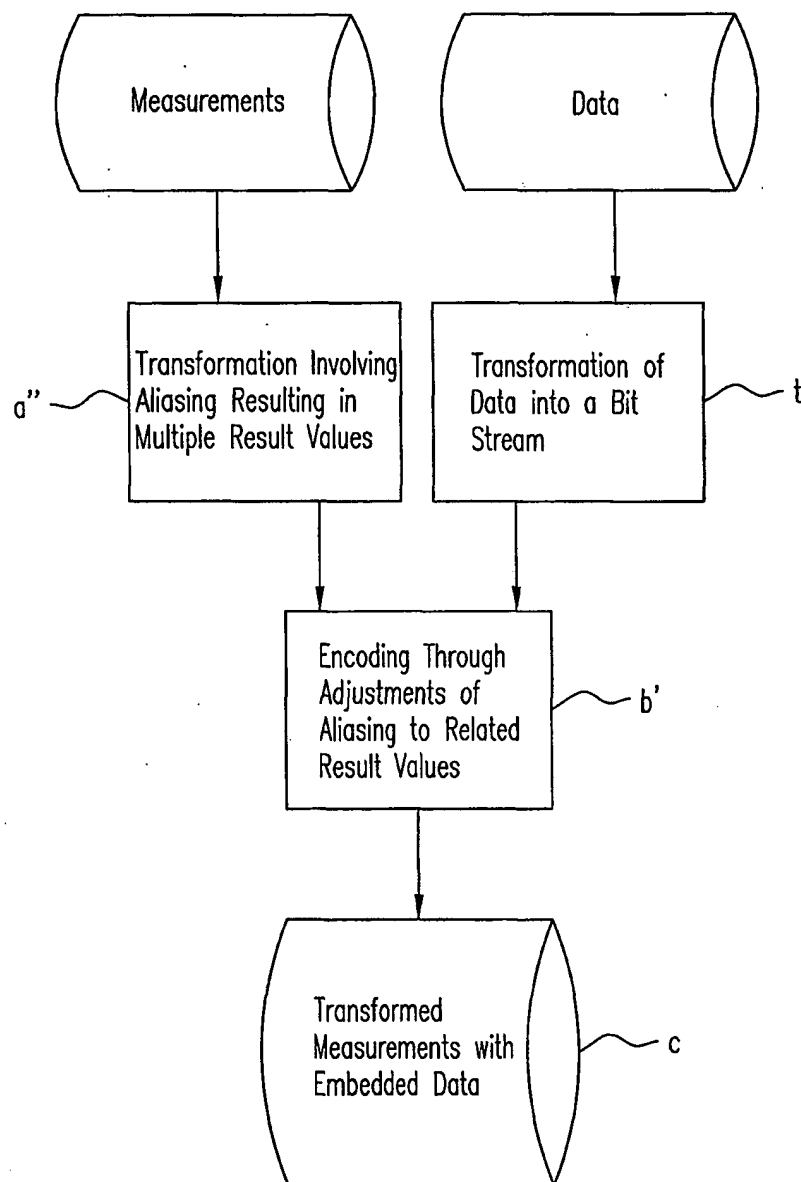 Measurements
Data
Transformation Involving
Aliasing Resulting in
Multiple Result Values
a''
Transformation of
Data into a Bit
Stream
t
Encoding Through
Adjustments of
Aliasing to Related
Result Values
b'
Transformed
Measurements with
Embedded Data
c